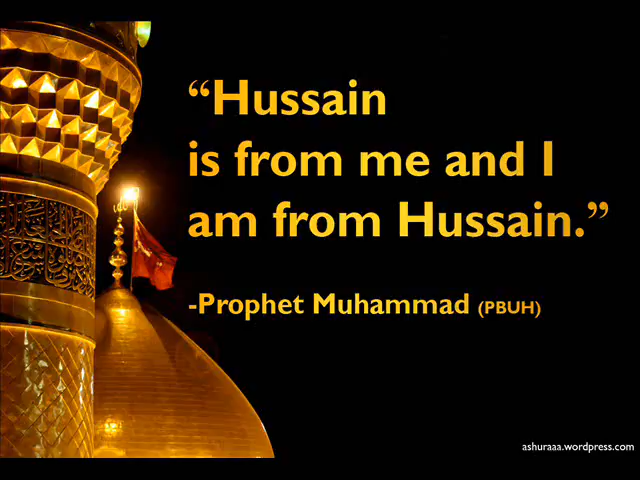 “Hussain
is from me and I
am from Hussain.”
-Prophet Muhammad (PBUH)
ashuraaa.wordpress.com